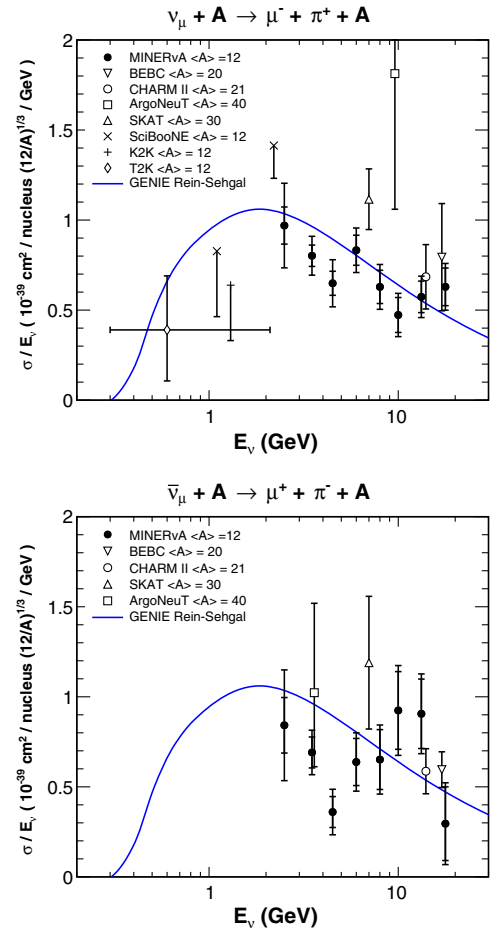 ν_μ + A → μ⁻ + π⁺ + A
2
MINERvA <A> =12
BEBC <A> = 20
CHARM II <A> = 21
ArgoNeuT <A> = 40
SKAT <A> = 30
SciBooNE <A> = 12
K2K <A> = 12
T2K <A> = 12
GENIE Rein-Sehgal
1.5
1
0.5
0
σ / E_ν ( 10⁻³⁹ cm² / nucleus (12/A)^1/3 / GeV )
1 10
E_ν (GeV)
ν̅_μ + A → μ⁺ + π⁻ + A
2
MINERvA <A> =12
BEBC <A> = 20
CHARM II <A> = 21
SKAT <A> = 30
ArgoNeuT <A> = 40
GENIE Rein-Sehgal
1.5
1
0.5
0
σ / E_ν ( 10⁻³⁹ cm² / nucleus (12/A)^1/3 / GeV )
1 10
E_ν (GeV)